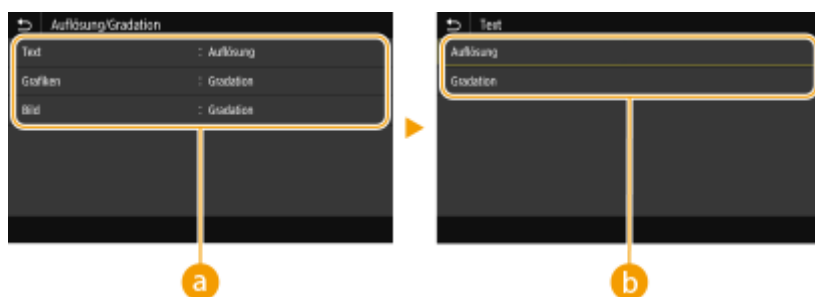 Auflösung/Gradation
Text : Auflösung
Grafiken : Gradation
Bild : Gradation
a
Text
Auflösung
Gradation
b